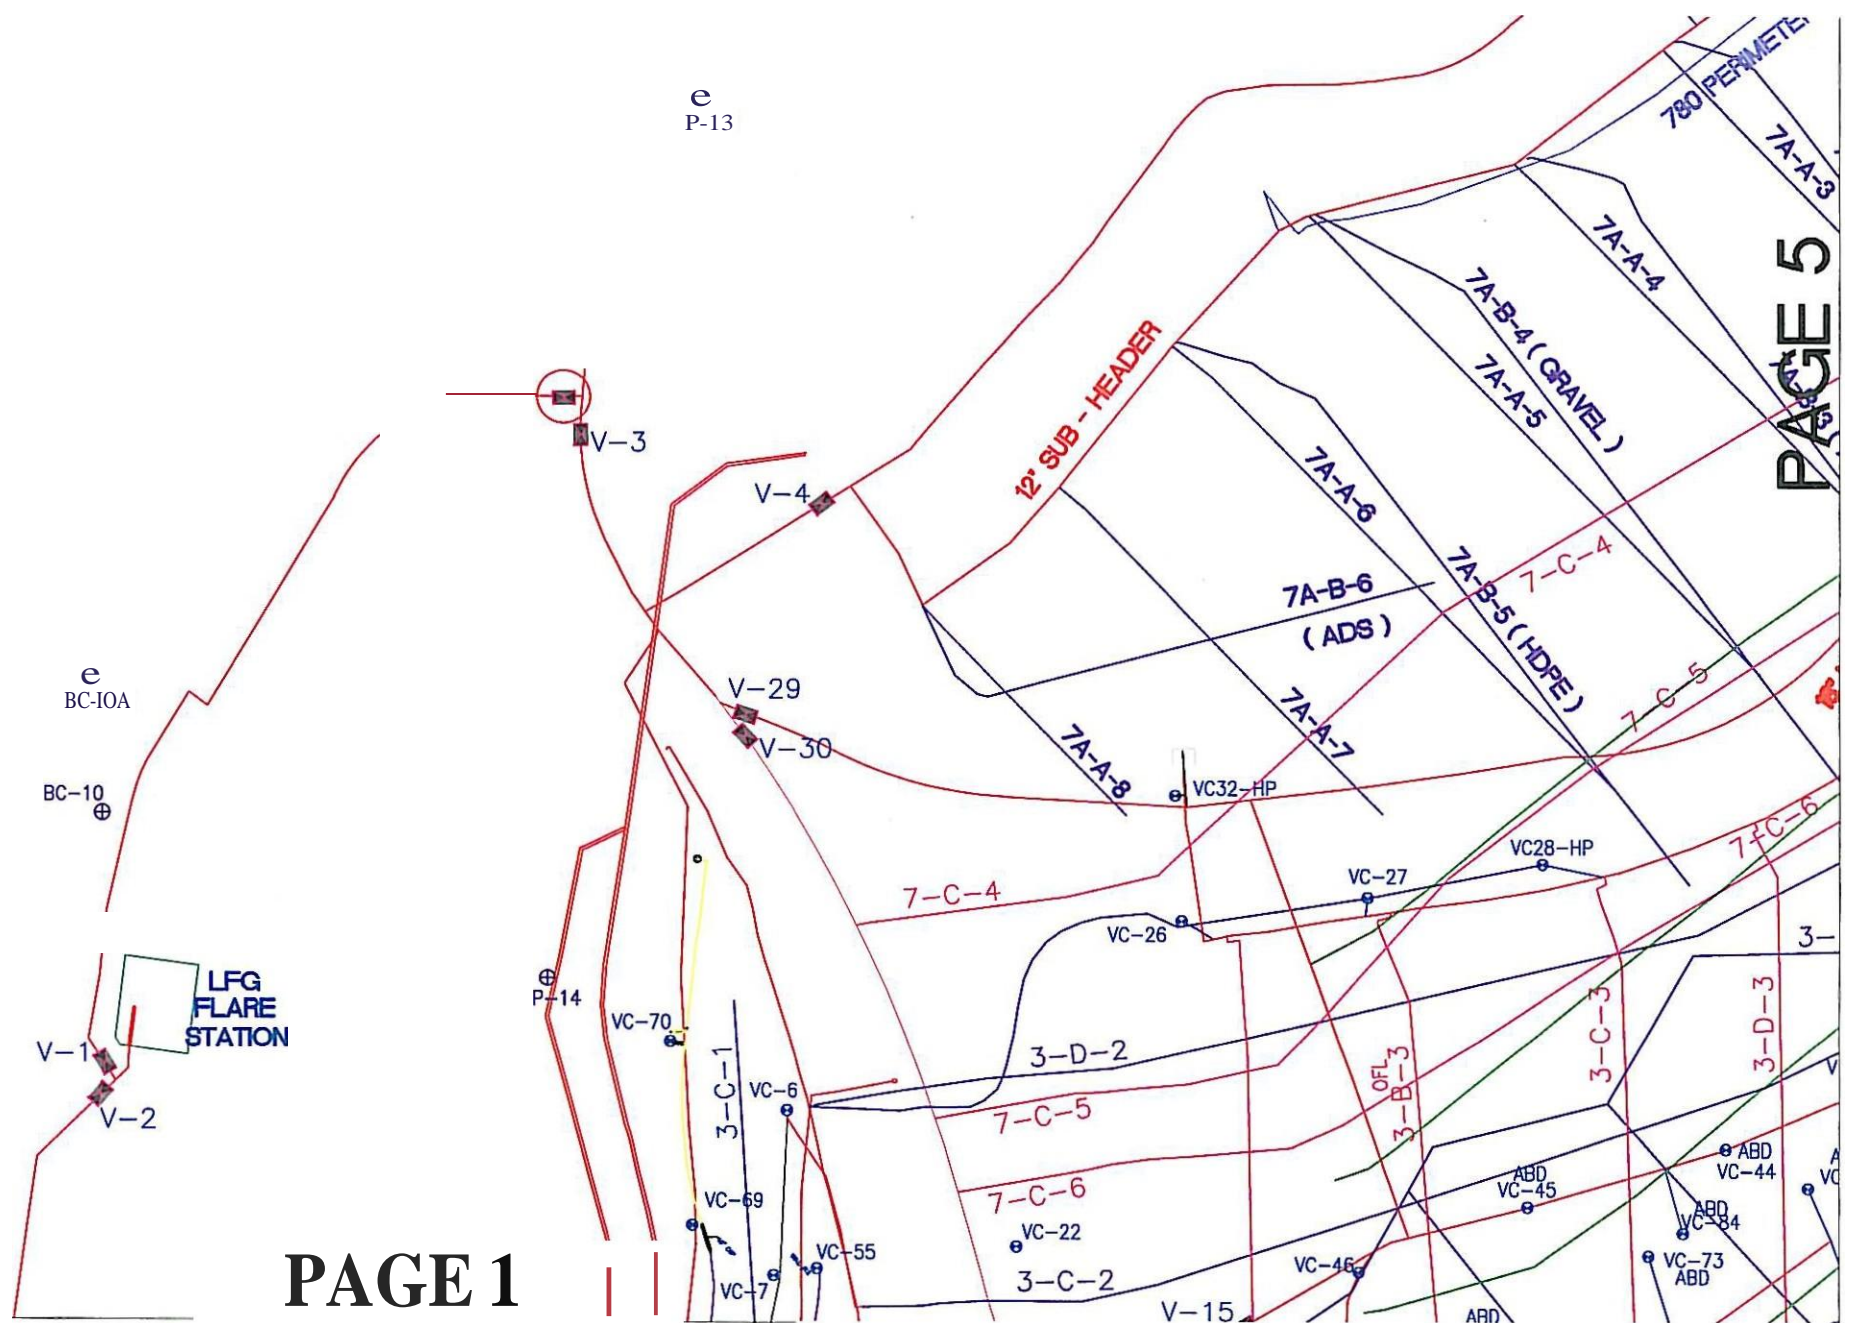 e
P-13
780 PERIMETE
7A-A-3
7A-A-4
PAGE 5
7A-B-4 (GRAVEL)
7A-A-5
12" SUB - HEADER
V-3
V-4
7A-A-6
7A-B-5 (HDPE)
7-C-4
7A-B-6
(ADS)
e
BC-IOA
V-29
V-30
7A-A-7
7A-A-8
7-C-5
BC-10
VC32-HP
7-C-6
VC28-HP
VC-27
7-C-4
VC-26
3-
LFG
FLARE
STATION
P-14
VC-70
3-C-3
3-D-3
V-1
V-2
3-C-1
VC-6
3-D-2
OFL
3-B-3
7-C-5
V
ABD
VC-44
7-C-6
ABD
VC-45
A
VC
VC-69
ABD
VC-84
VC-22
VC-55
VC-46
VC-73
ABD
PAGE 1
VC-7
3-C-2
V-15
ABD